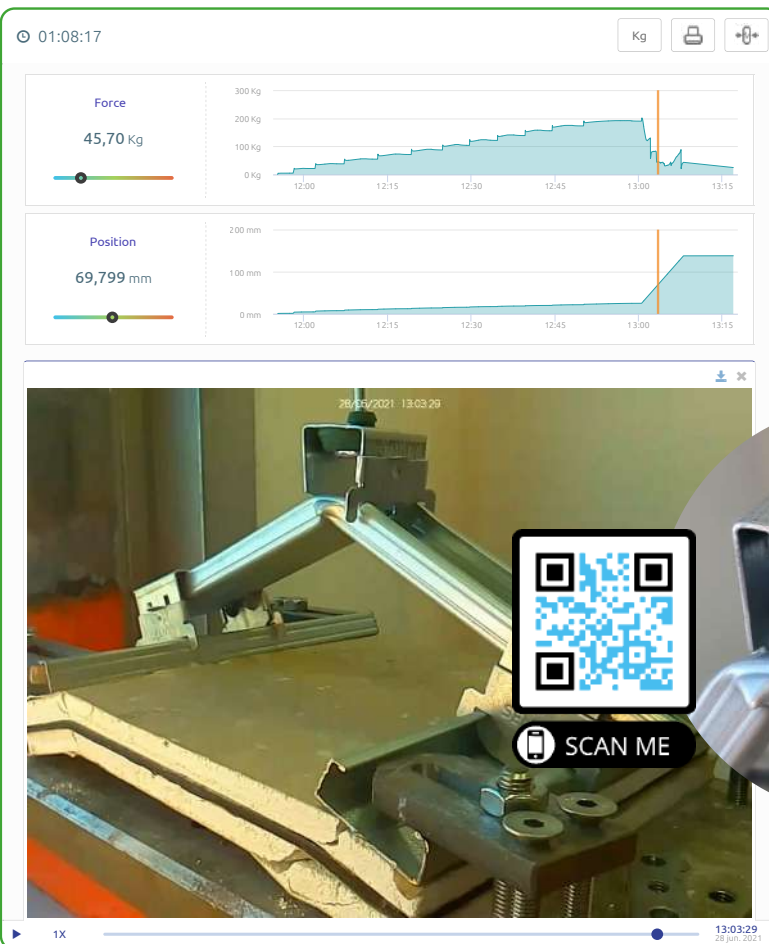 01:08:17
Kg
Force
45,70 Kg
300 Kg
200 Kg
100 Kg
0 Kg
12:00 12:15 12:30 12:45 13:00 13:15
Position
69,799 mm
200 mm
100 mm
0 mm
12:00 12:15 12:30 12:45 13:00 13:15
28/06/2021 13:03:29
SCAN ME
1X
13:03:29
28 jun. 2021